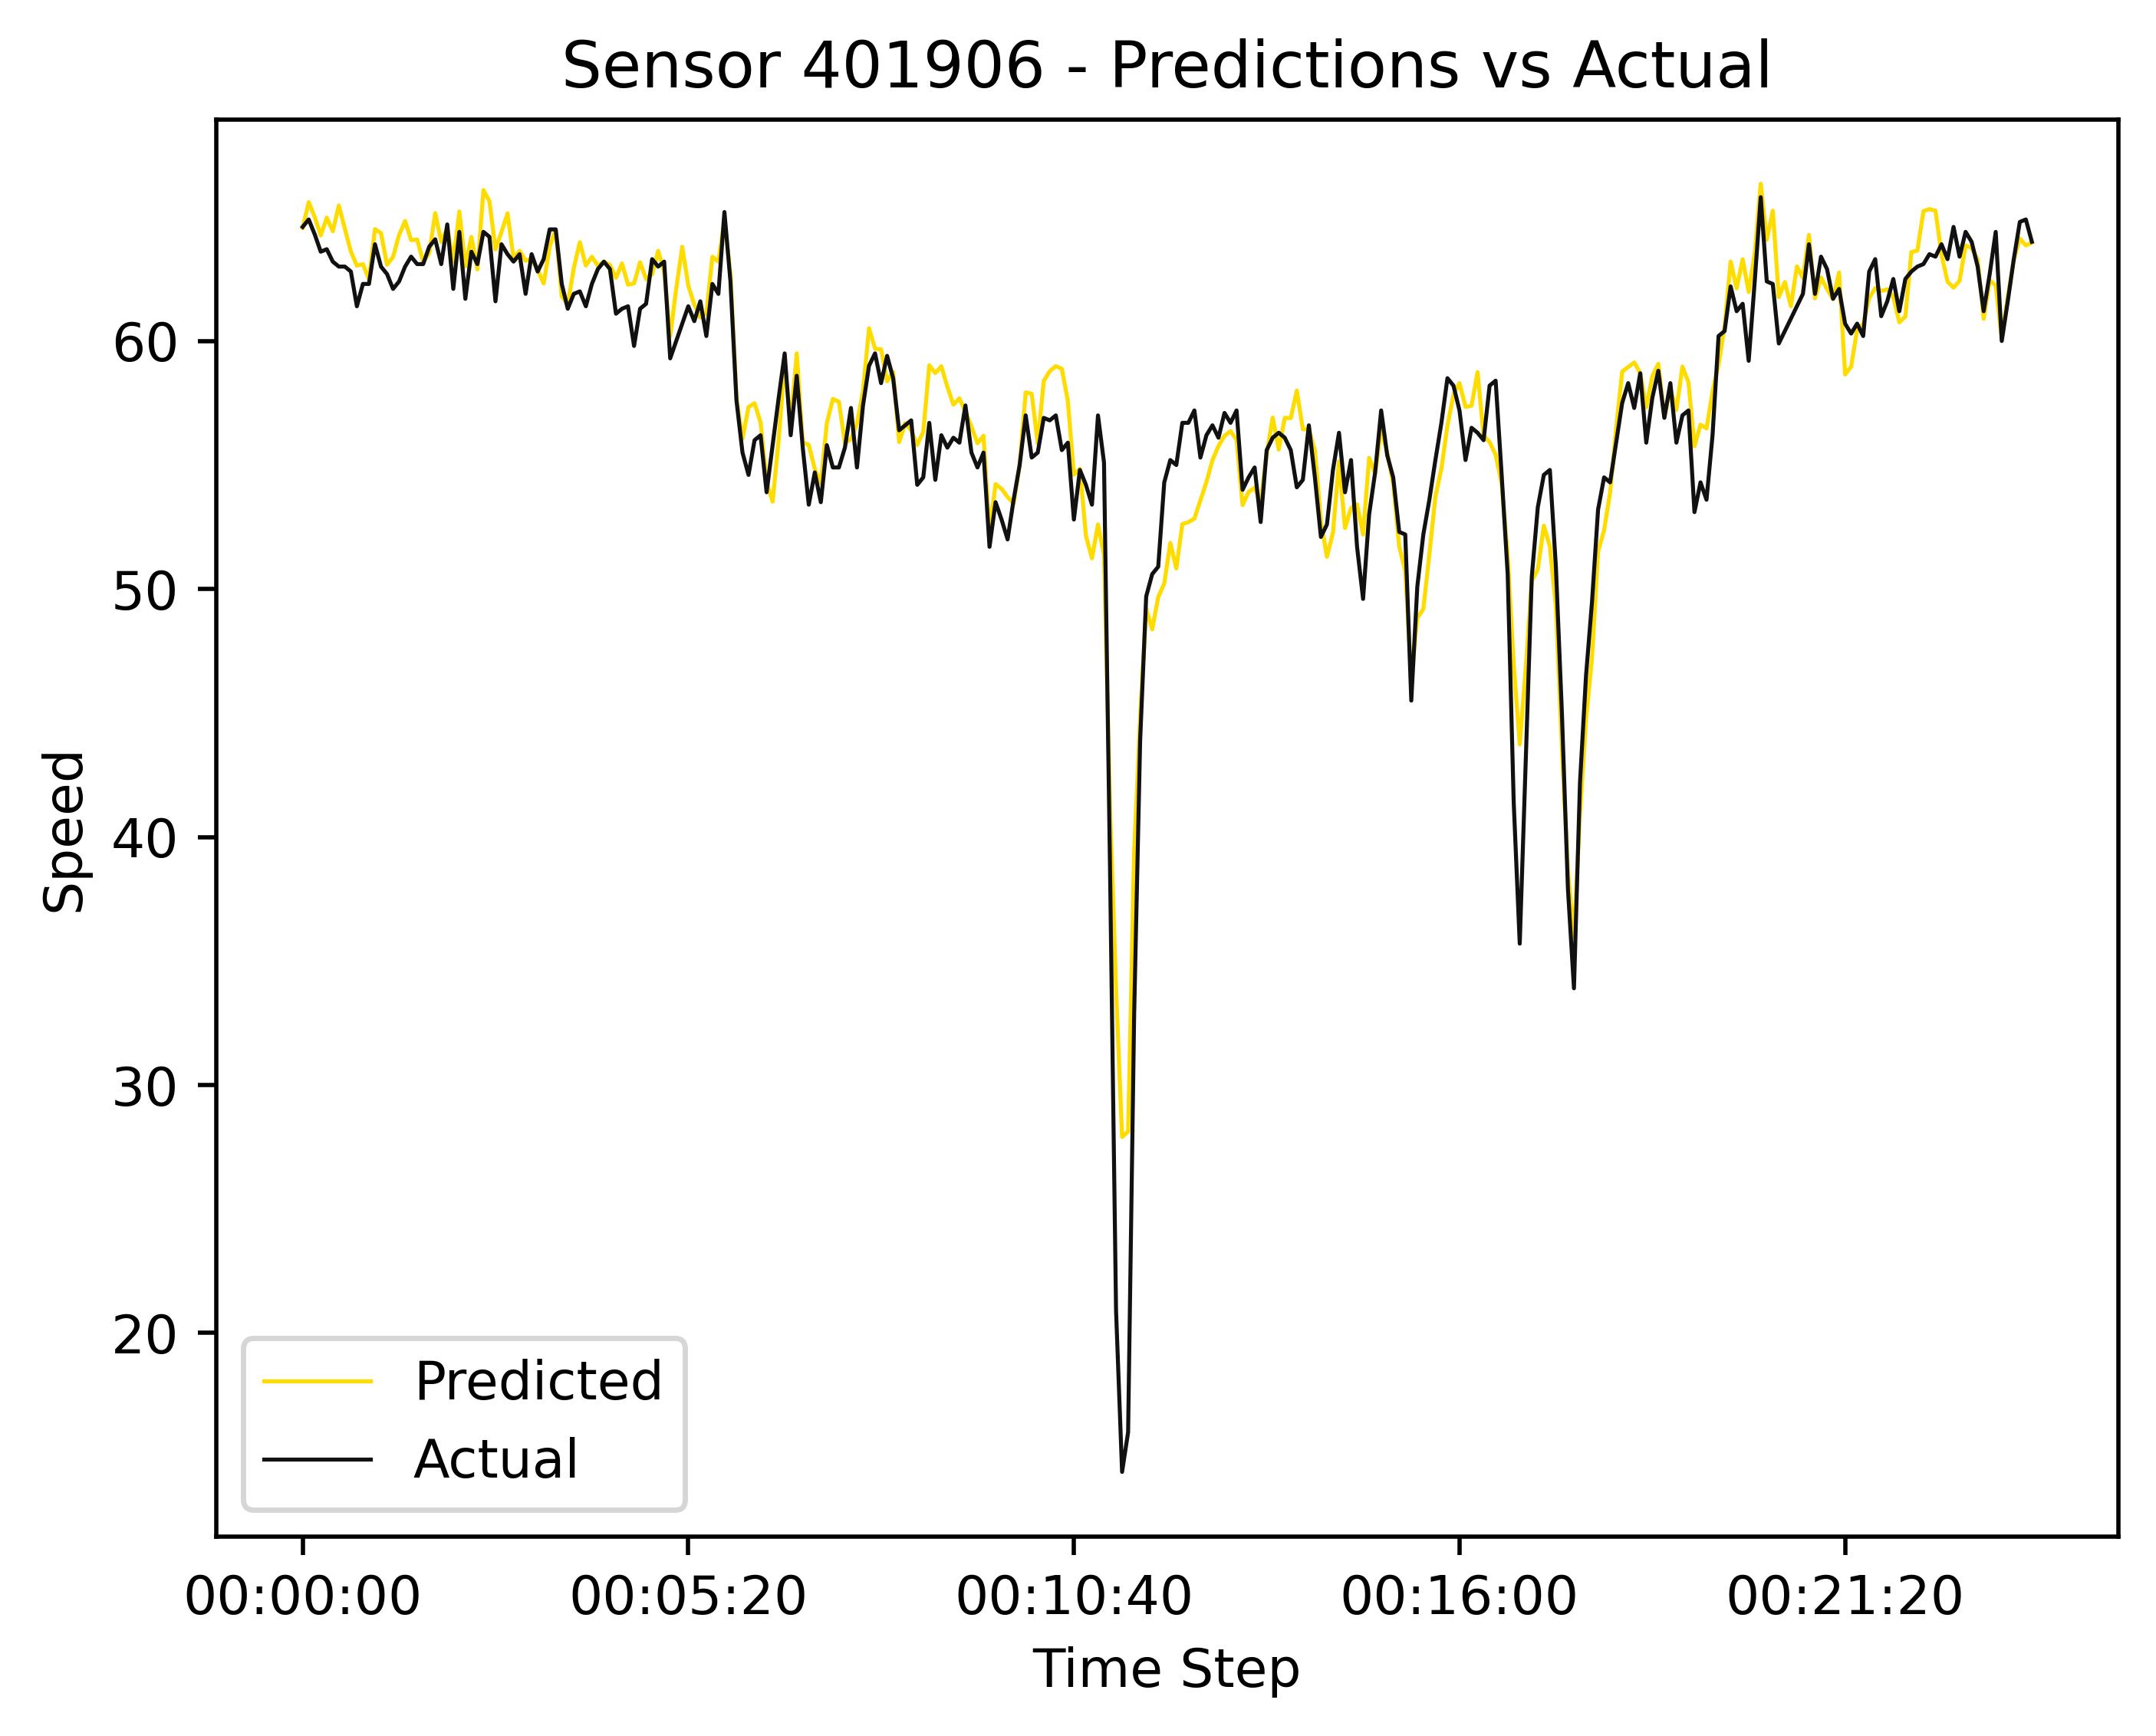 Sensor 401906 - Predictions vs Actual
Speed
60
50
40
30
20
Predicted
Actual
00:00:00 00:05:20 00:10:40 00:16:00 00:21:20
Time Step